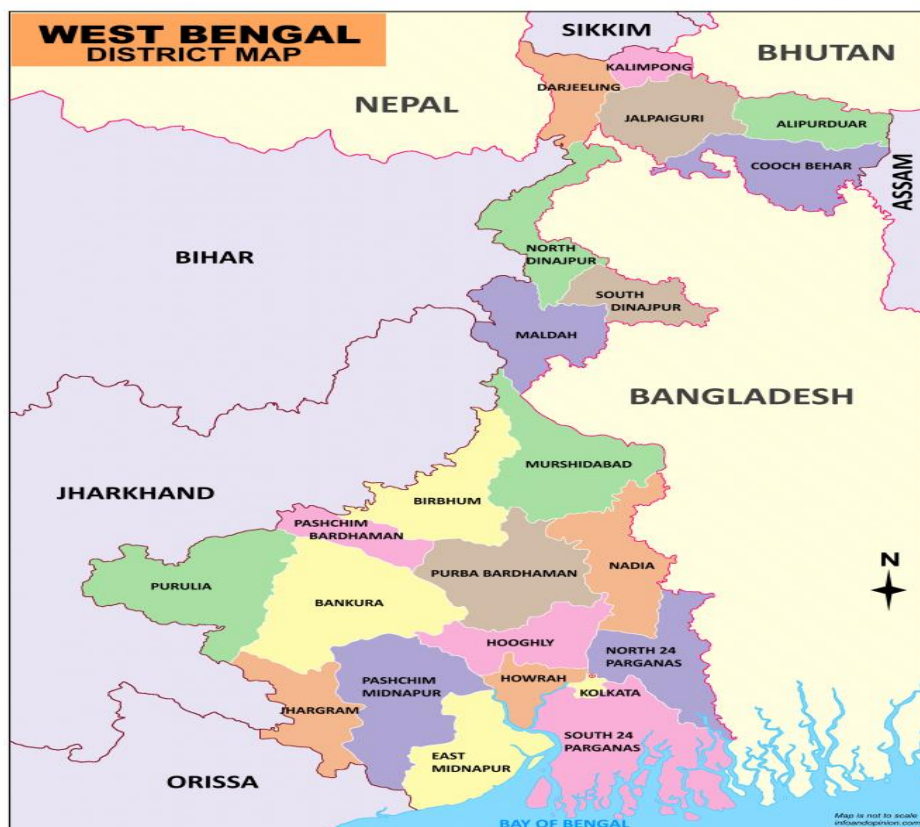 WEST BENGAL
DISTRICT MAP
SIKKIM
BHUTAN
NEPAL
KALIMPONG
DARJEELING
JALPAIGURI
ALIPURDUAR
COOCH BEHAR
ASSAM
BIHAR
NORTH
DINAJPUR
SOUTH
DINAJPUR
MALDAH
BANGLADESH
MURSHIDABAD
JHARKHAND
BIRBHUM
PASHCHIM
BARDHAMAN
N
NADIA
PURBA BARDHAMAN
PURULIA
BANKURA
HOOGHLY
NORTH 24
PARGANAS
PASHCHIM
MIDNAPUR
HOWRAH
KOLKATA
JHARGRAM
SOUTH 24
PARGANAS
EAST
MIDNAPUR
ORISSA
BAY OF BENGAL
Map is not to scale
infoandopinion.com